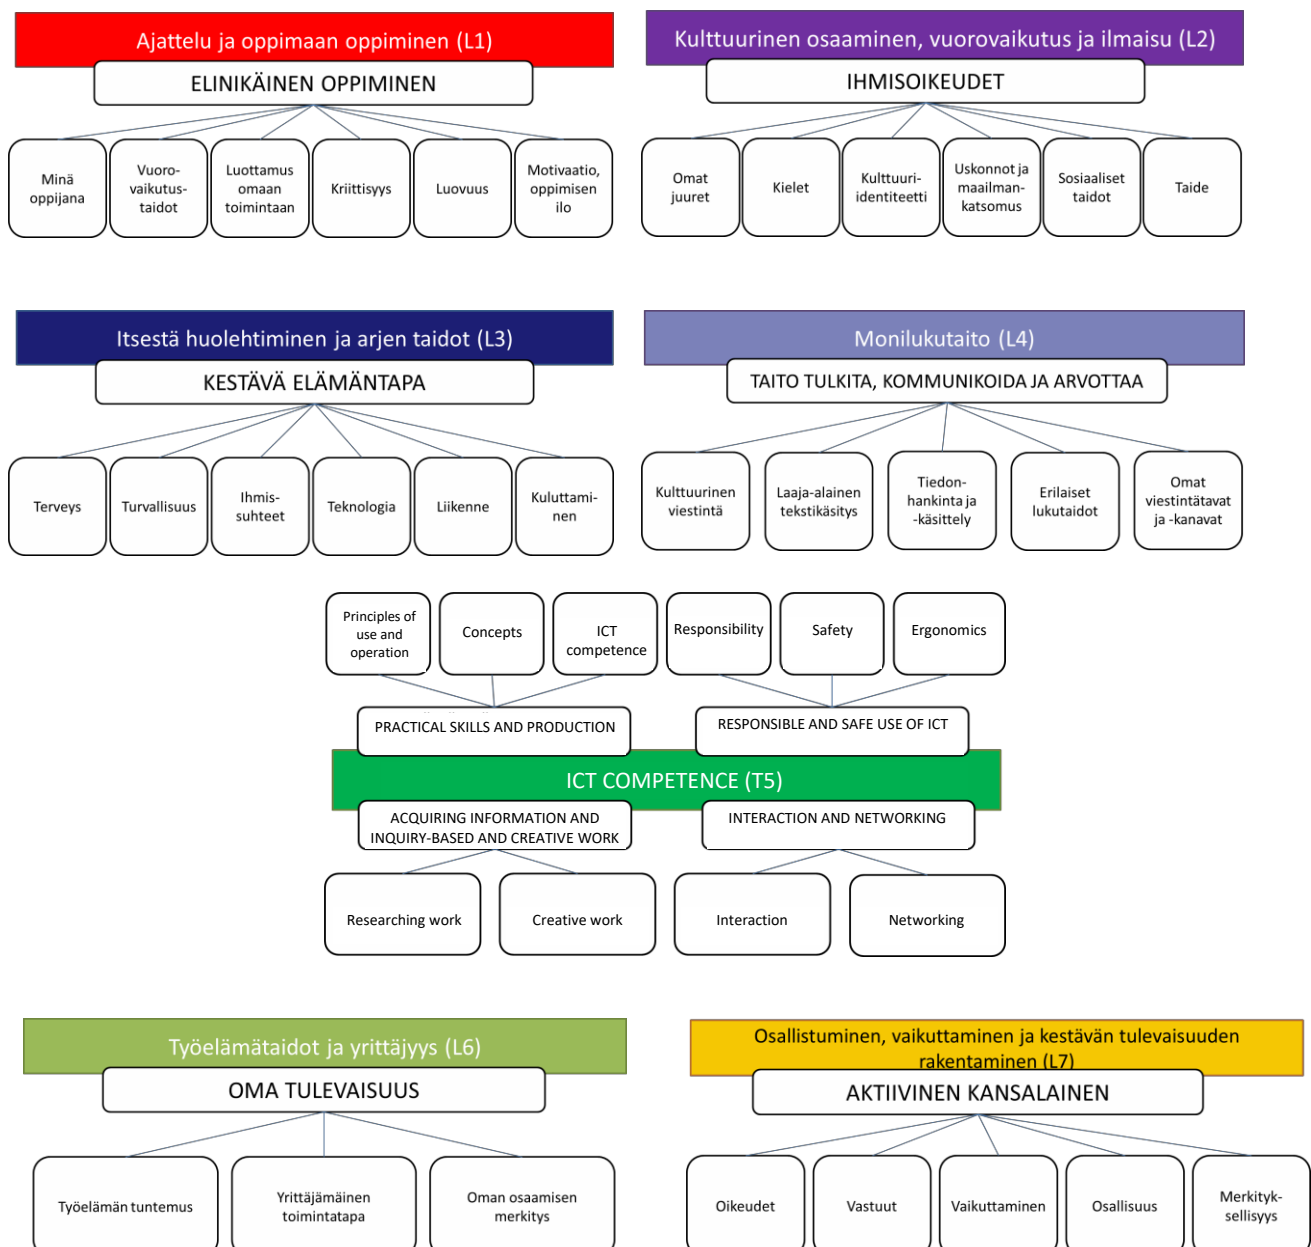 Ajattelu ja oppimaan oppiminen (L1)
ELINIKÄINEN OPPIMINEN
Minä
oppijana
Vuoro-
vaikutus-
taidot
Luottamus
omaan
toimintaan
Kriittisyys
Luovuus
Motivaatio,
oppimisen
ilo
Kulttuurinen osaaminen, vuorovaikutus ja ilmaisu (L2)
IHMISOIKEUDET
Omat
juuret
Kielet
Kulttuuri-
identiteetti
Uskonnot ja
maailman-
katsomus
Sosiaaliset
taidot
Taide
Itsestä huolehtiminen ja arjen taidot (L3)
KESTÄVÄ ELÄMÄNTAPA
Terveys
Turvallisuus
Ihmis-
suhteet
Teknologia
Liikenne
Kuluttami-
nen
Monilukutaito (L4)
TAITO TULKITA, KOMMUNIKOIDA JA ARVOTTAA
Kulttuurinen
viestintä
Laaja-alainen
tekstikäsitys
Tiedon-
hankinta ja
-käsittely
Erilaiset
lukutaidot
Omat
viestintätavat
ja -kanavat
Principles of
use and
operation
Concepts
ICT
competence
Responsibility
Safety
Ergonomics
PRACTICAL SKILLS AND PRODUCTION
RESPONSIBLE AND SAFE USE OF ICT
ICT COMPETENCE (T5)
ACQUIRING INFORMATION AND
INQUIRY-BASED AND CREATIVE WORK
INTERACTION AND NETWORKING
Researching work
Creative work
Interaction
Networking
Työelämätaidot ja yrittäjyys (L6)
OMA TULEVAISUUS
Työelämän tuntemus
Yrittäjämäinen
toimintatapa
Oman osaamisen
merkitys
Osallistuminen, vaikuttaminen ja kestävän tulevaisuuden
rakentaminen (L7)
AKTIIVINEN KANSALAINEN
Oikeudet
Vastuut
Vaikuttaminen
Osallisuus
Merkityk-
sellisyys